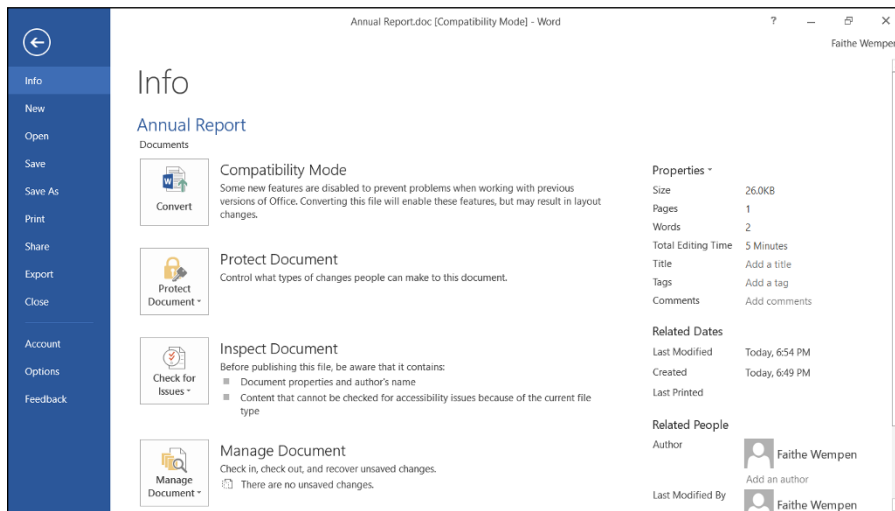 Annual Report.doc [Compatibility Mode] - Word
?
Faithe Wempen
Info
New
Open
Save
Save As
Print
Share
Export
Close
Account
Options
Feedback
Info
Annual Report
Documents
Convert
Compatibility Mode
Some new features are disabled to prevent problems when working with previous
versions of Office. Converting this file will enable these features, but may result in layout
changes.
Protect
Document
Protect Document
Control what types of changes people can make to this document.
Check for
Issues
Inspect Document
Before publishing this file, be aware that it contains:
Document properties and author's name
Content that cannot be checked for accessibility issues because of the current file
type
Manage
Document
Manage Document
Check in, check out, and recover unsaved changes.
There are no unsaved changes.
Properties
Size 26.0KB
Pages 1
Words 2
Total Editing Time 5 Minutes
Title Add a title
Tags Add a tag
Comments Add comments
Related Dates
Last Modified Today, 6:54 PM
Created Today, 6:49 PM
Last Printed
Related People
Author Faithe Wempen
Add an author
Last Modified By Faithe Wempen